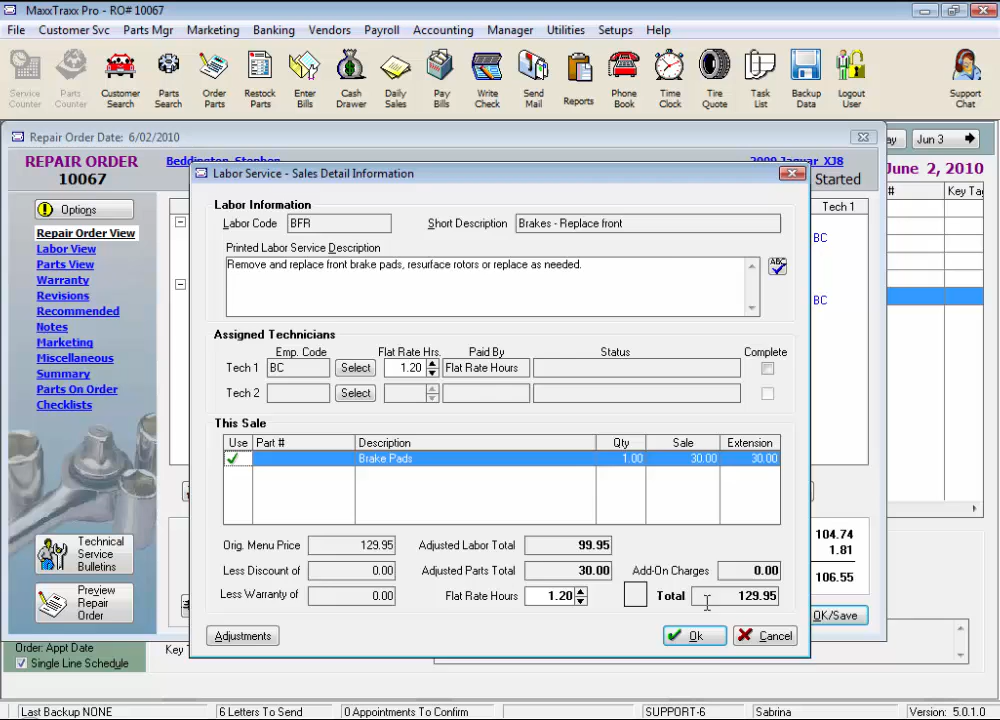 MaxxTraxx Pro - RO# 10067
File Customer Svc Parts Mgr Marketing Banking Vendors Payroll Accounting Manager Utilities Setups Help
Service Counter
Parts Counter
Customer Search
Parts Search
Order Parts
Restock Parts
Enter Bills
Cash Drawer
Daily Sales
Pay Bills
Write Check
Send Mail
Reports
Phone Book
Time Clock
Tire Quote
Task List
Backup Data
Logout User
Support Chat
Repair Order Date: 6/02/2010
Jun 3
REPAIR ORDER
10067
Beddington, Stephen
2009 Jaguar XJ8
Started
June 2, 2010
Tech 1
BC
BC
Options
Repair Order View
Labor View
Parts View
Warranty
Revisions
Recommended
Notes
Marketing
Miscellaneous
Summary
Parts On Order
Checklists
Technical Service Bulletins
Preview Repair Order
Labor Service - Sales Detail Information
Labor Information
Labor Code BFR Short Description Brakes - Replace front
Printed Labor Service Description
Remove and replace front brake pads, resurface rotors or replace as needed.
ABC
Assigned Technicians
Emp. Code Flat Rate Hrs. Paid By Status Complete
Tech 1 BC Select 1.20 Flat Rate Hours
Tech 2 Select
This Sale
Use Part # Description Qty Sale Extension
Brake Pads 1.00 30.00 30.00
Orig. Menu Price 129.95 Adjusted Labor Total 99.95
Less Discount of 0.00 Adjusted Parts Total 30.00 Add-On Charges 0.00
Less Warranty of 0.00 Flat Rate Hours 1.20 Total 129.95
Adjustments Ok Cancel
104.74
1.81
106.55
OK/Save
Order: Appt Date
Single Line Schedule
Last Backup NONE 6 Letters To Send 0 Appointments To Confirm SUPPORT-6 Sabrina Version: 5.0.1.0